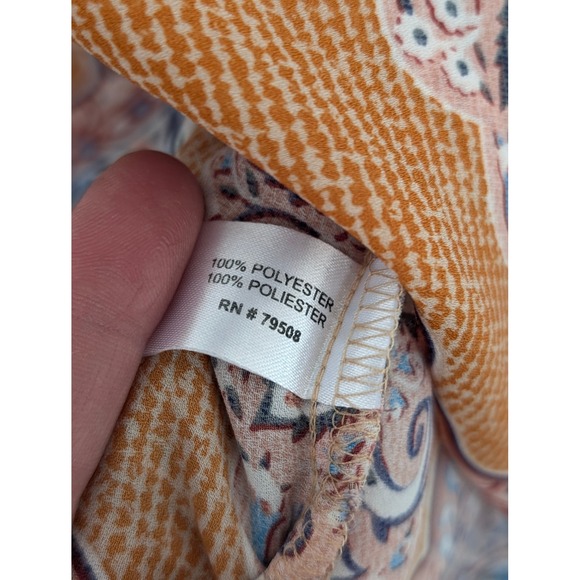 100% POLYESTER
100% POLIESTER
RN # 79508